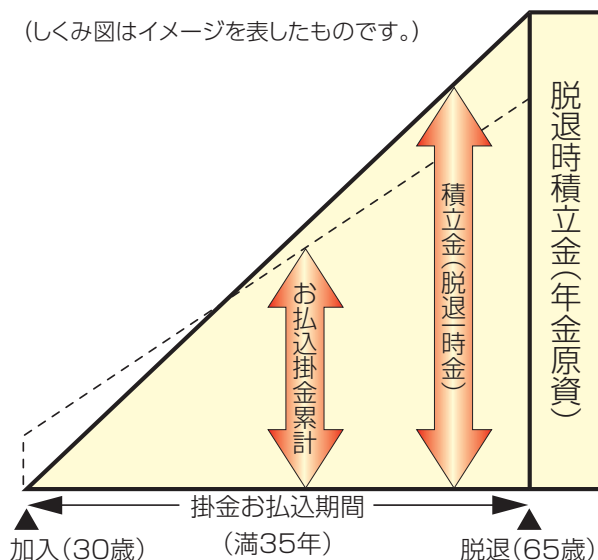 (しくみ図はイメージを表したものです。)
脱退時積立金(年金原資)
積立金(脱退一時金)
お払込掛金累計
掛金お払込期間
(満35年)
加入(30歳)
脱退(65歳)